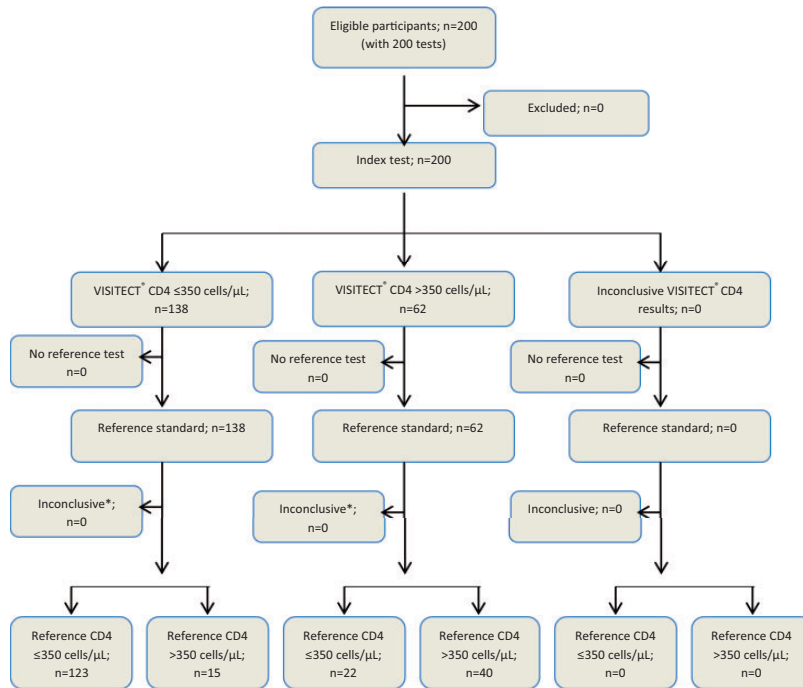 Eligible participants; n=200
(with 200 tests)
Excluded; n=0
Index test; n=200
VISITECT® CD4 ≤350 cells/µL;
n=138
VISITECT® CD4 >350 cells/µL;
n=62
Inconclusive VISITECT® CD4
results; n=0
No reference test
n=0
No reference test
n=0
No reference test
n=0
Reference standard; n=138
Reference standard; n=62
Reference standard; n=0
Inconclusive*;
n=0
Inconclusive*;
n=0
Inconclusive; n=0
Reference CD4
≤350 cells/µL;
n=123
Reference CD4
>350 cells/µL;
n=15
Reference CD4
≤350 cells/µL;
n=22
Reference CD4
>350 cells/µL;
n=40
Reference CD4
≤350 cells/µL;
n=0
Reference CD4
>350 cells/µL;
n=0